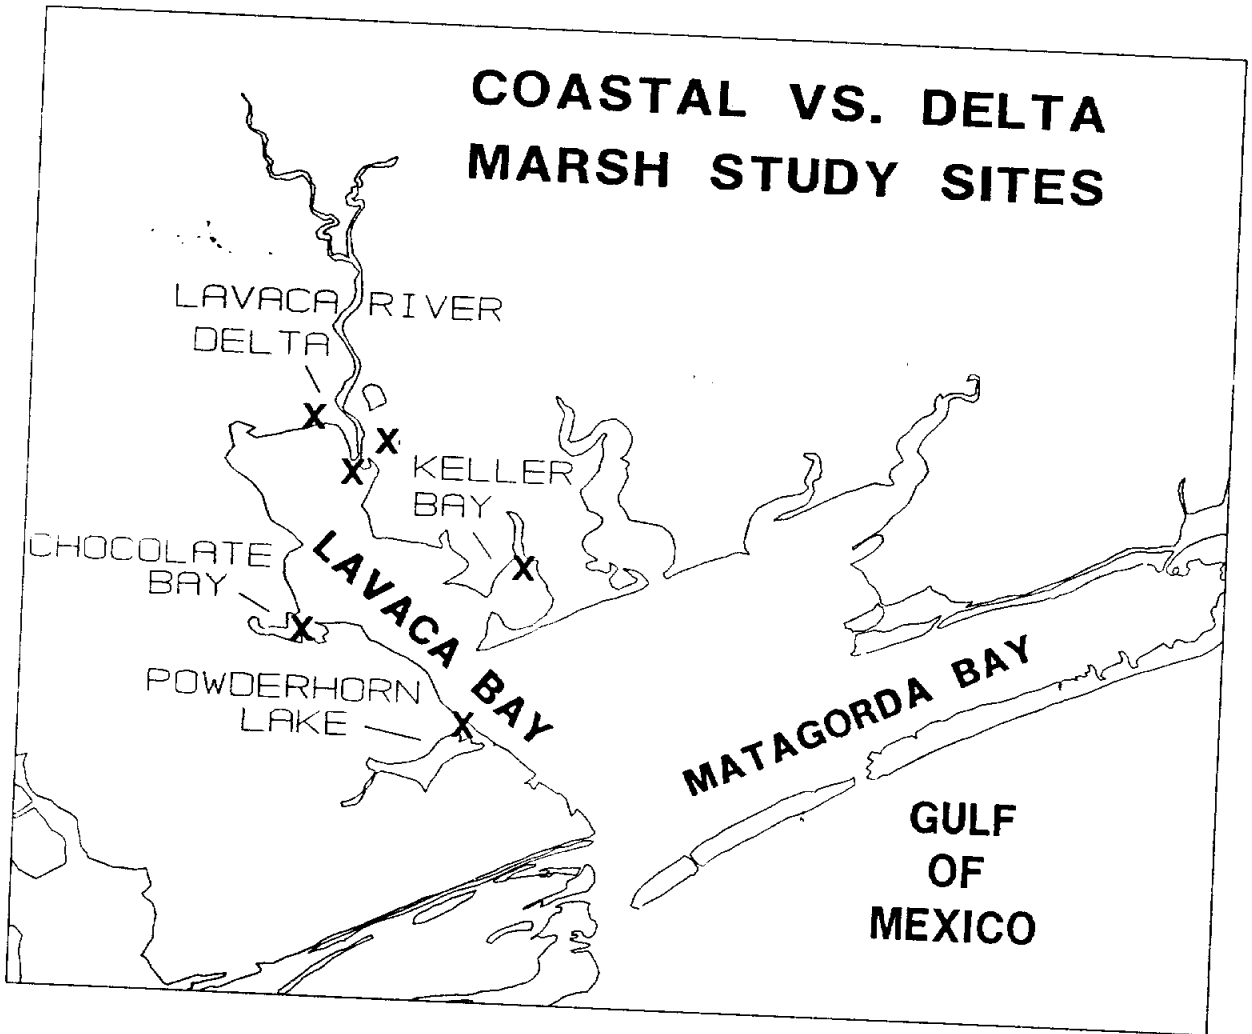 COASTAL VS. DELTA
MARSH STUDY SITES
LAVACA RIVER
DELTA
X
X
X
KELLER
BAY
X
CHOCOLATE
BAY
X
LAVACA BAY
POWDERHORN
LAKE
X
MATAGORDA BAY
GULF
OF
MEXICO